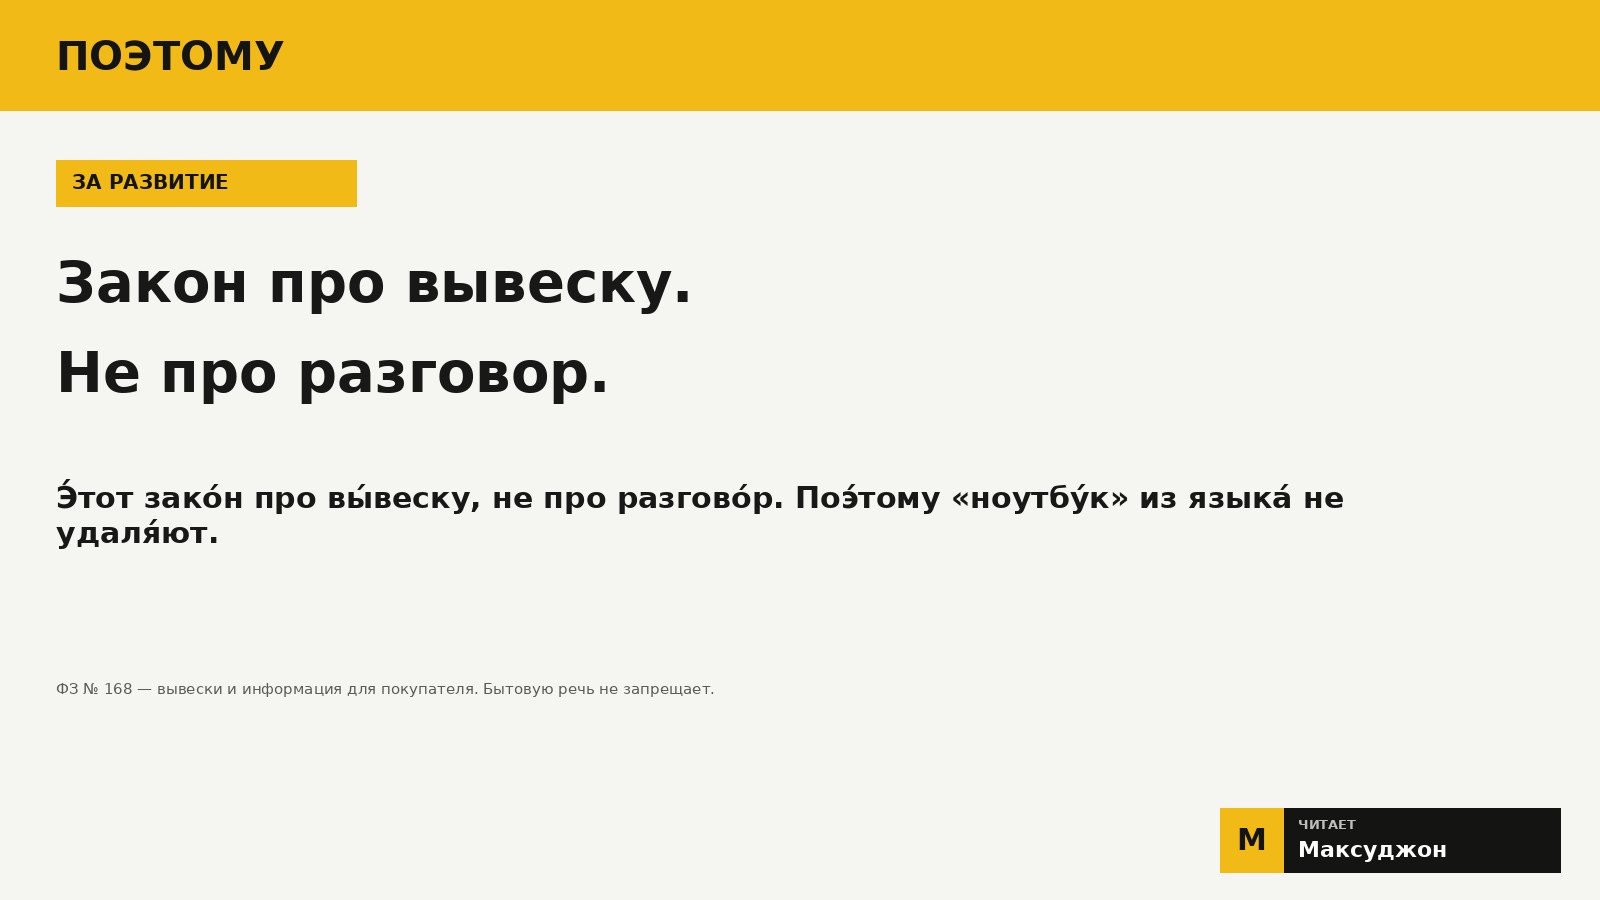 ПОЭТОМУ
ЗА РАЗВИТИЕ
Закон про вывеску.
Не про разговор.
Э́тот зако́н про вы́веску, не про разгово́р. Поэ́тому «ноутбу́к» из языка́ не
удаля́ют.
ФЗ № 168 — вывески и информация для покупателя. Бытовую речь не запрещает.
М
ЧИТАЕТ
Максуджон